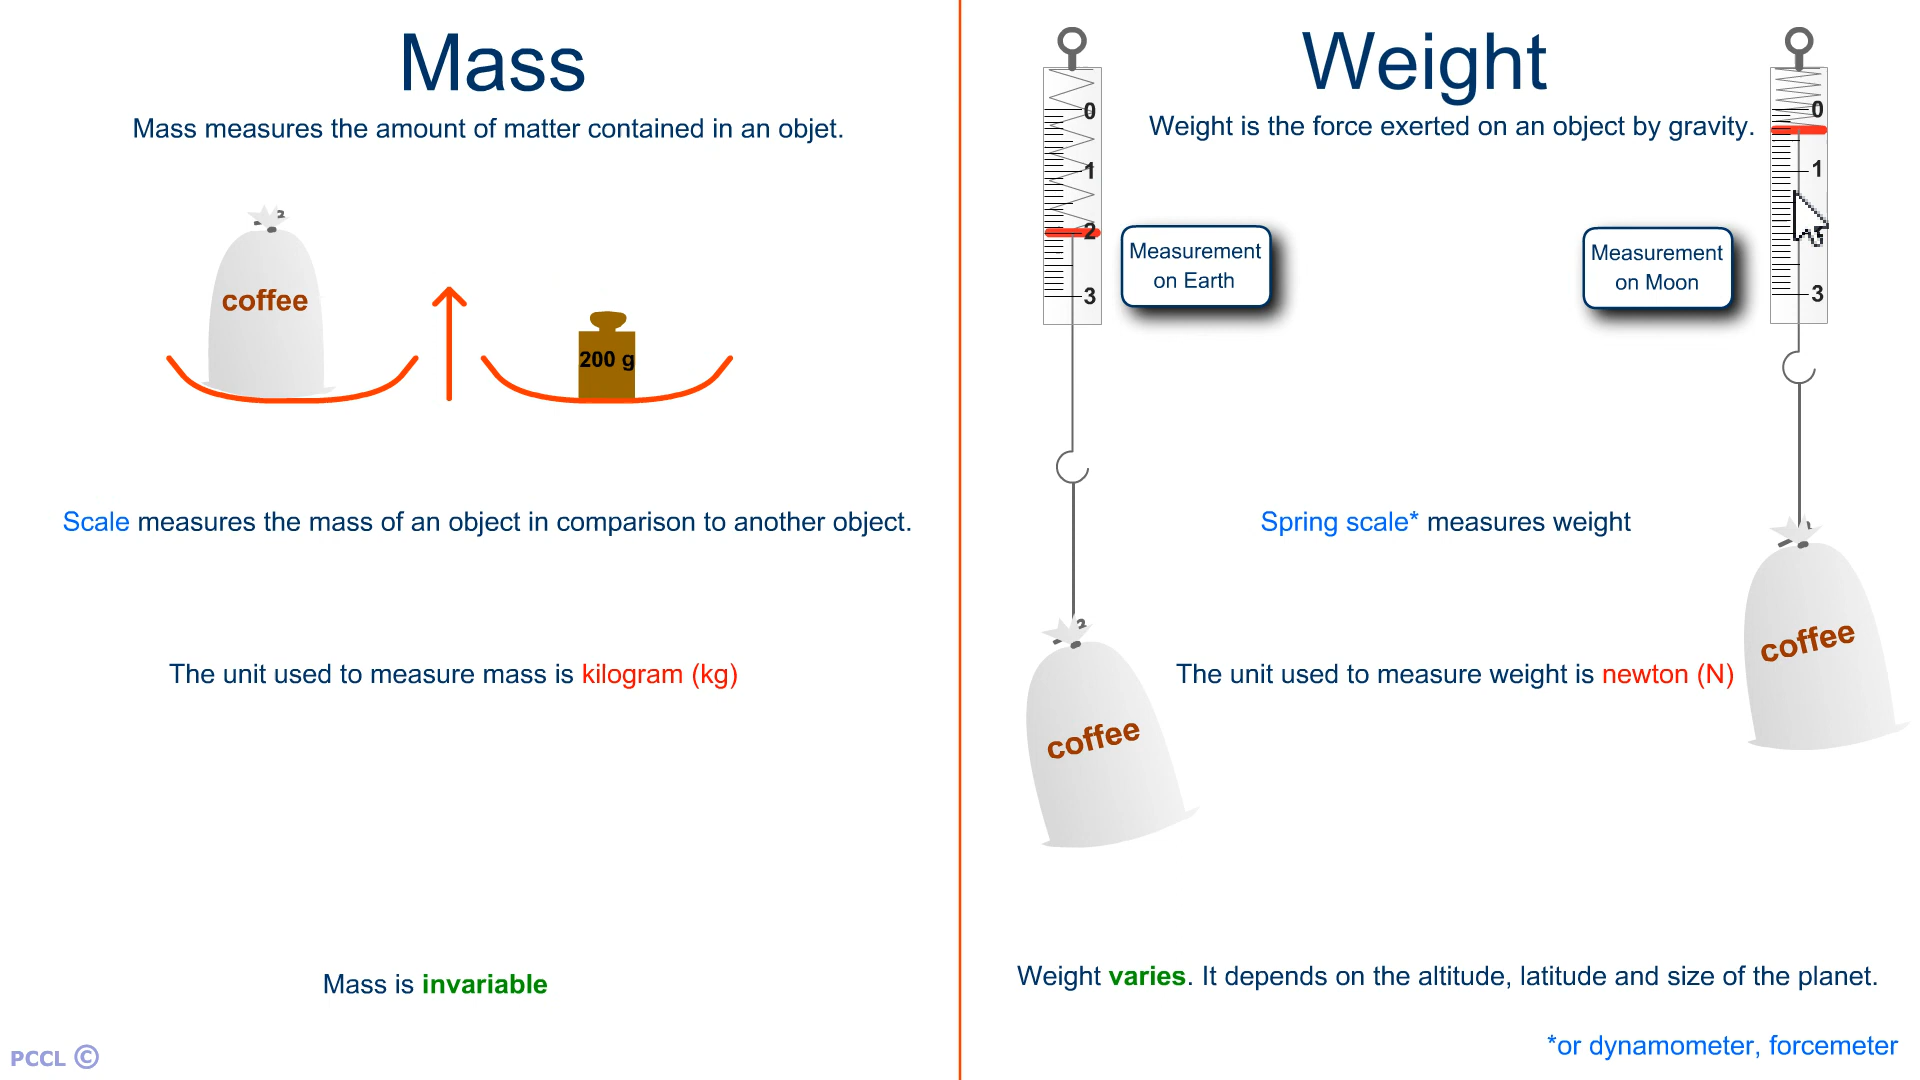 Mass
Mass measures the amount of matter contained in an objet.
coffee
200 g
Scale measures the mass of an object in comparison to another object.
The unit used to measure mass is kilogram (kg)
Mass is invariable
PCCL ©
Weight
Weight is the force exerted on an object by gravity.
0
1
2
3
Measurement
on Earth
0
1
3
Measurement
on Moon
Spring scale* measures weight
The unit used to measure weight is newton (N)
coffee
coffee
Weight varies. It depends on the altitude, latitude and size of the planet.
*or dynamometer, forcemeter